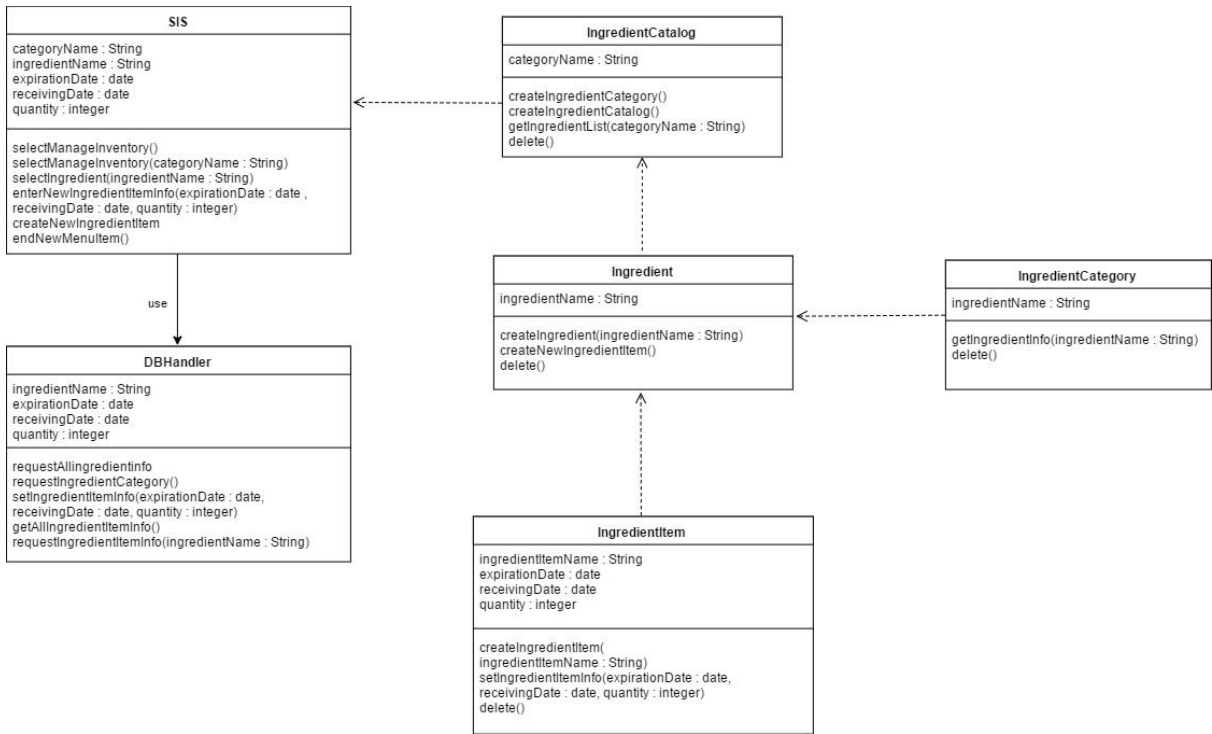 SIS
categoryName : String
ingredientName : String
expirationDate : date
receivingDate : date
quantity : integer
selectManageInventory()
selectManageInventory(categoryName : String)
selectIngredient(ingredientName : String)
enterNewIngredientItemInfo(expirationDate : date ,
receivingDate : date, quantity : integer)
createNewIngredientItem
endNewMenuItem()
use
DBHandler
ingredientName : String
expirationDate : date
receivingDate : date
quantity : integer
requestAllingredientinfo
requestIngredientCategory()
setIngredientItemInfo(expirationDate : date,
receivingDate : date, quantity : integer)
getAllIngredientItemInfo()
requestIngredientItemInfo(ingredientName : String)
IngredientCatalog
categoryName : String
createIngredientCategory()
createIngredientCatalog()
getIngredientList(categoryName : String)
delete()
Ingredient
ingredientName : String
createIngredient(ingredientName : String)
createNewIngredientItem()
delete()
IngredientCategory
ingredientName : String
getIngredientInfo(ingredientName : String)
delete()
IngredientItem
ingredientItemName : String
expirationDate : date
receivingDate : date
quantity : integer
createIngredientItem(
ingredientItemName : String)
setIngredientItemInfo(expirationDate : date,
receivingDate : date, quantity : integer)
delete()